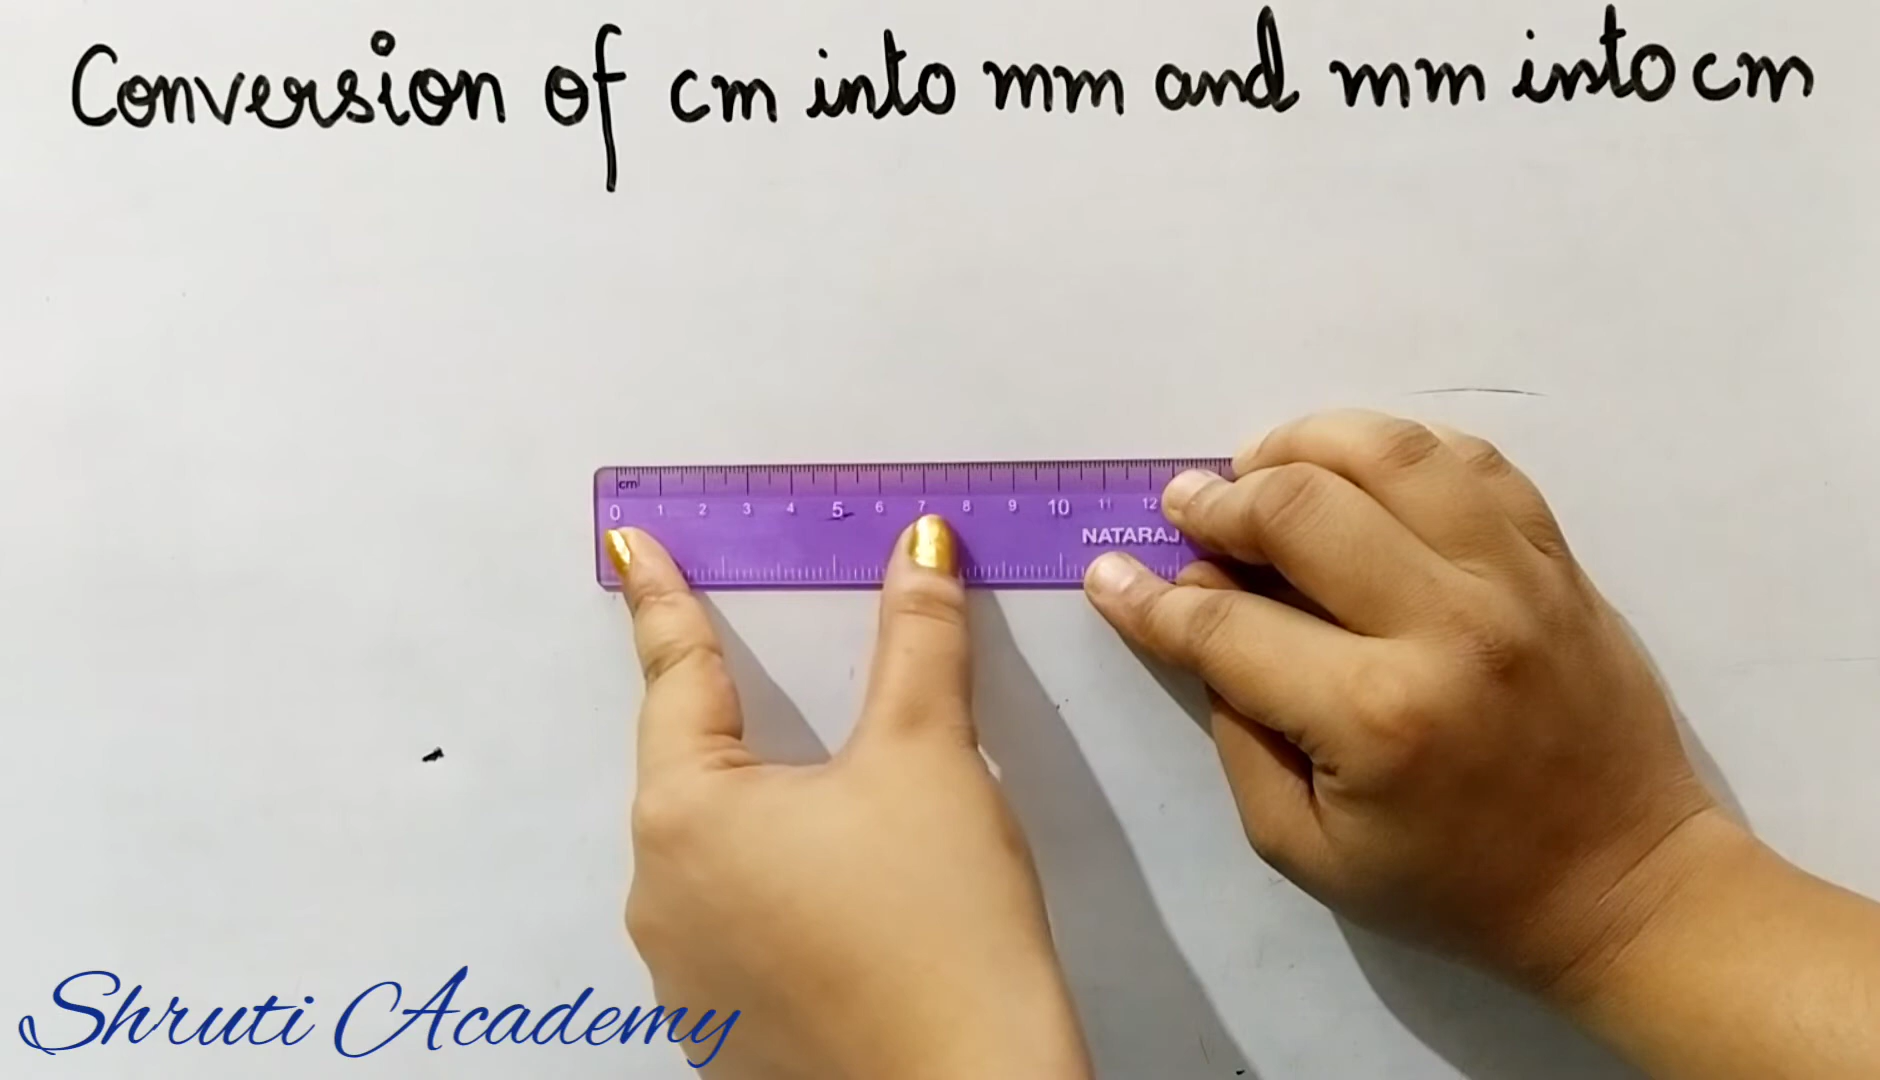 Conversion of cm into mm and mm into cm
cm
0 1 2 3 4 5 6 7 8 9 10 11 12
NATARAJ
Shruti Academy